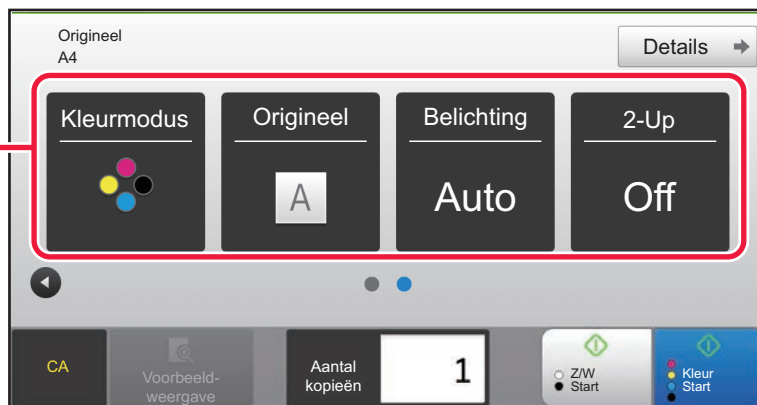 Origineel
A4
Details
Kleurmodus
Origineel
Belichting
2-Up
A
Auto
Off
CA
Voorbeeld-
weergave
Aantal
kopieën
1
Z/W
Start
Kleur
Start